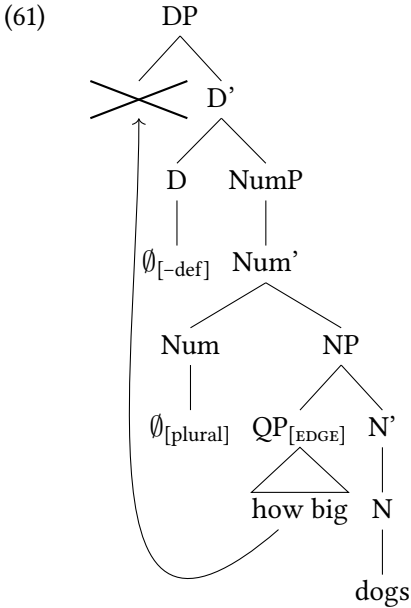 (61) DP
D'
D NumP
∅[−def] Num'
Num NP
∅[plural] QP[EDGE] N'
how big N
dogs